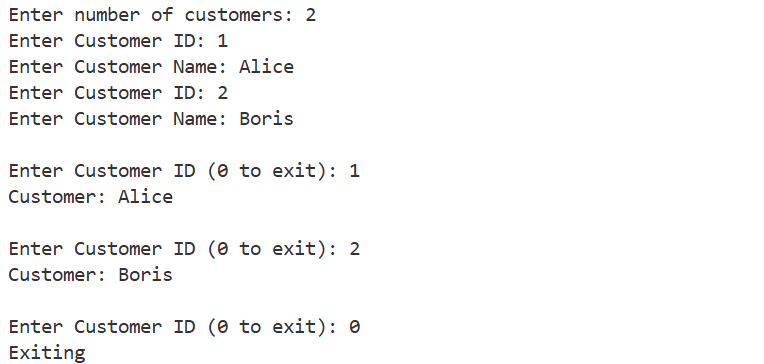 Enter number of customers: 2
Enter Customer ID: 1
Enter Customer Name: Alice
Enter Customer ID: 2
Enter Customer Name: Boris
Enter Customer ID (0 to exit): 1
Customer: Alice
Enter Customer ID (0 to exit): 2
Customer: Boris
Enter Customer ID (0 to exit): 0
Exiting